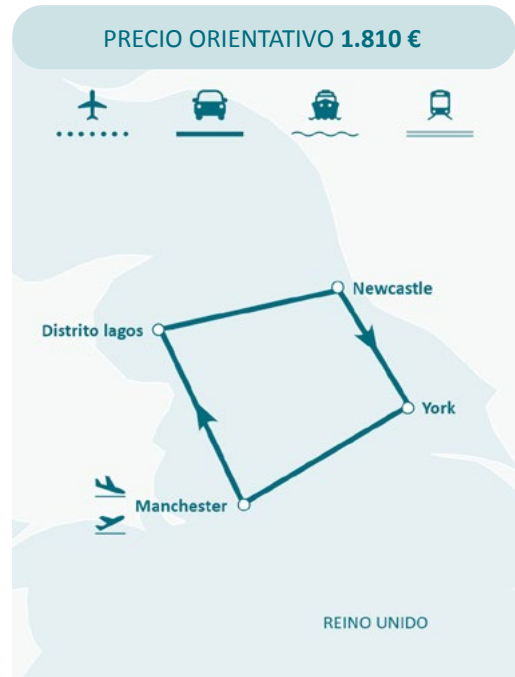 PRECIO ORIENTATIVO 1.810 €
Newcastle
Distrito lagos
York
Manchester
REINO UNIDO